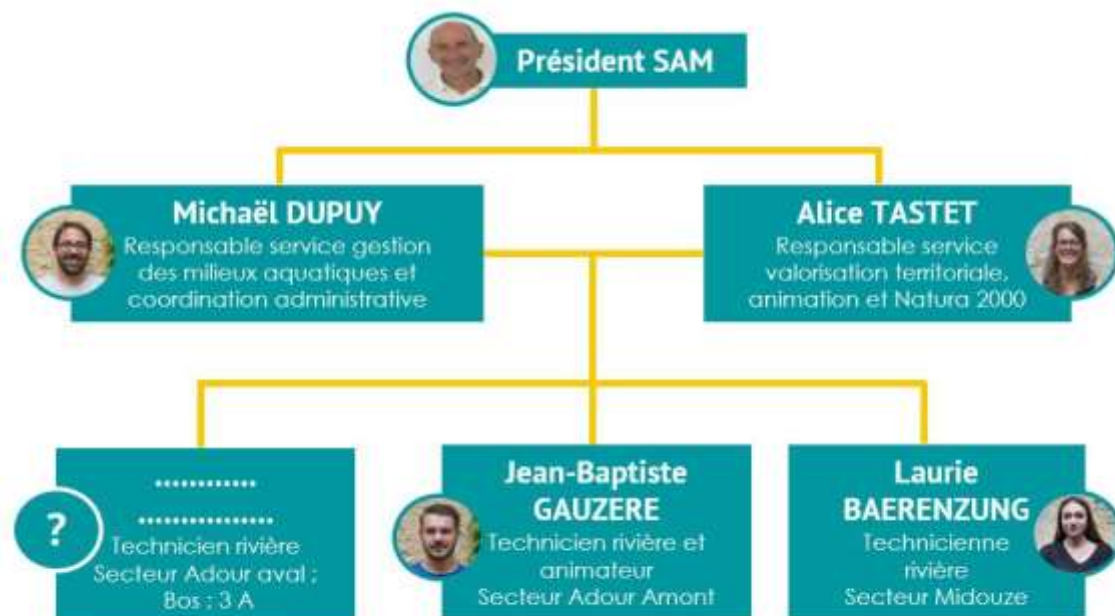 Président SAM
Michaël DUPUY
Responsable service gestion
des milieux aquatiques et
coordination administrative
Alice TASTET
Responsable service
valorisation territoriale,
animation et Natura 2000
............
................
?
Technicien rivière
Secteur Adour aval ;
Bos ; 3 A
Jean-Baptiste
GAUZERE
Technicien rivière et
animateur
Secteur Adour Amont
Laurie
BAERENZUNG
Technicienne
rivière
Secteur Midouze